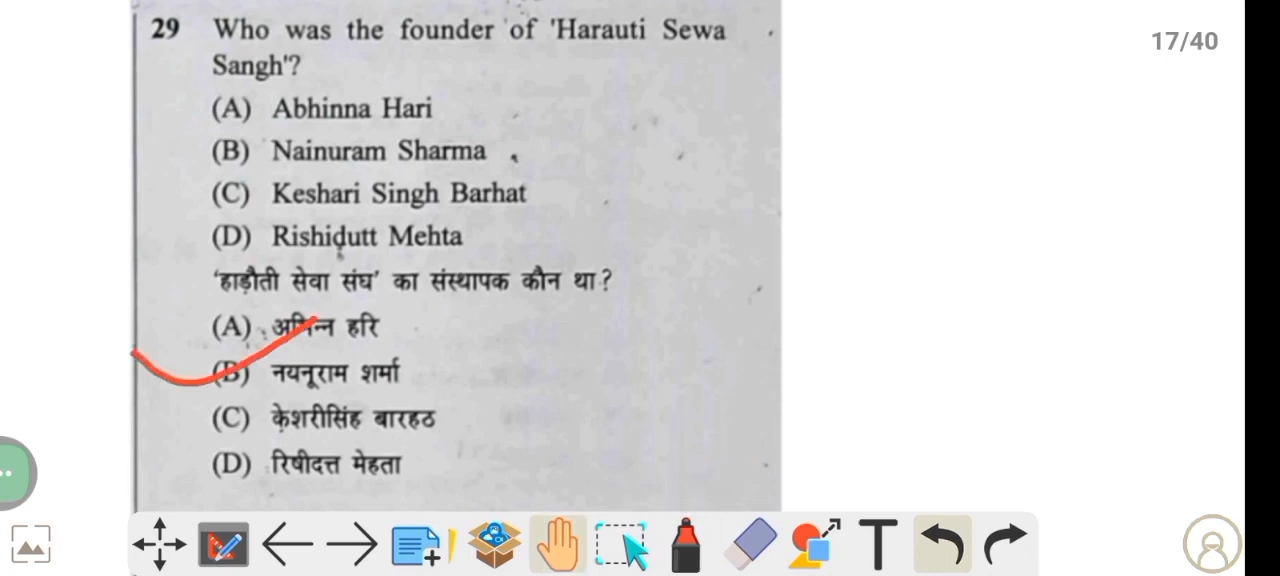 29 Who was the founder of 'Harauti Sewa
Sangh'?
(A) Abhinna Hari
(B) Nainuram Sharma
(C) Keshari Singh Barhat
(D) Rishidutt Mehta
'हाड़ौती सेवा संघ' का संस्थापक कौन था?
(A) अभिन्न हरि
(B) नयनूराम शर्मा
(C) केशरीसिंह बारहठ
(D) रिषीदत्त मेहता
17/40
T